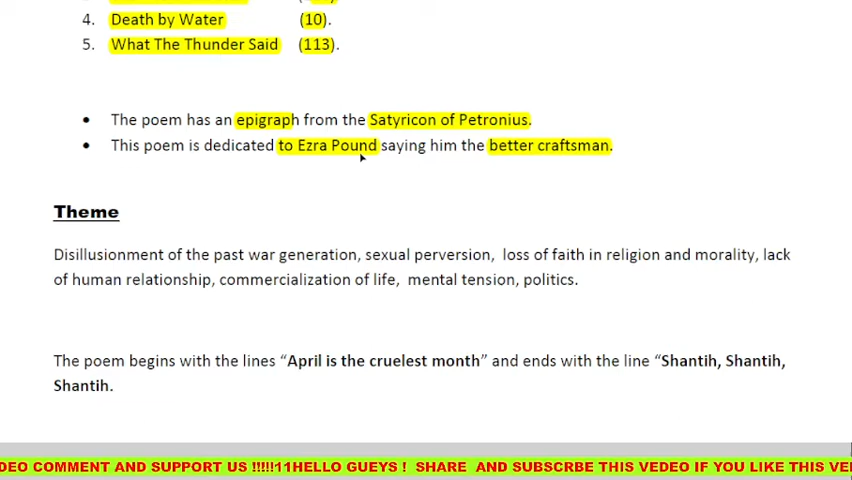 4. Death by Water (10).
5. What The Thunder Said (113).
• The poem has an epigraph from the Satyricon of Petronius.
• This poem is dedicated to Ezra Pound saying him the better craftsman.
Theme
Disillusionment of the past war generation, sexual perversion, loss of faith in religion and morality, lack
of human relationship, commercialization of life, mental tension, politics.
The poem begins with the lines “April is the cruelest month” and ends with the line “Shantih, Shantih,
Shantih.
DEO COMMENT AND SUPPORT US !!!!!11HELLO GUEYS ! SHARE AND SUBSCRBE THIS VEDEO IF YOU LIKE THIS VE